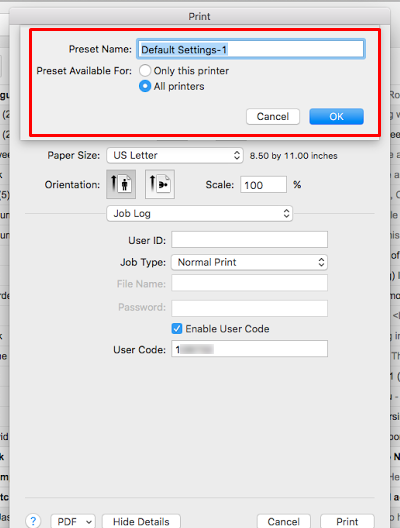 Print
Preset Name: Default Settings-1
Preset Available For: Only this printer
All printers
Cancel OK
Paper Size: US Letter 8.50 by 11.00 inches
Orientation: Scale: 100 %
Job Log
User ID:
Job Type: Normal Print
File Name:
Password:
Enable User Code
User Code: 1
? PDF Hide Details Cancel Print